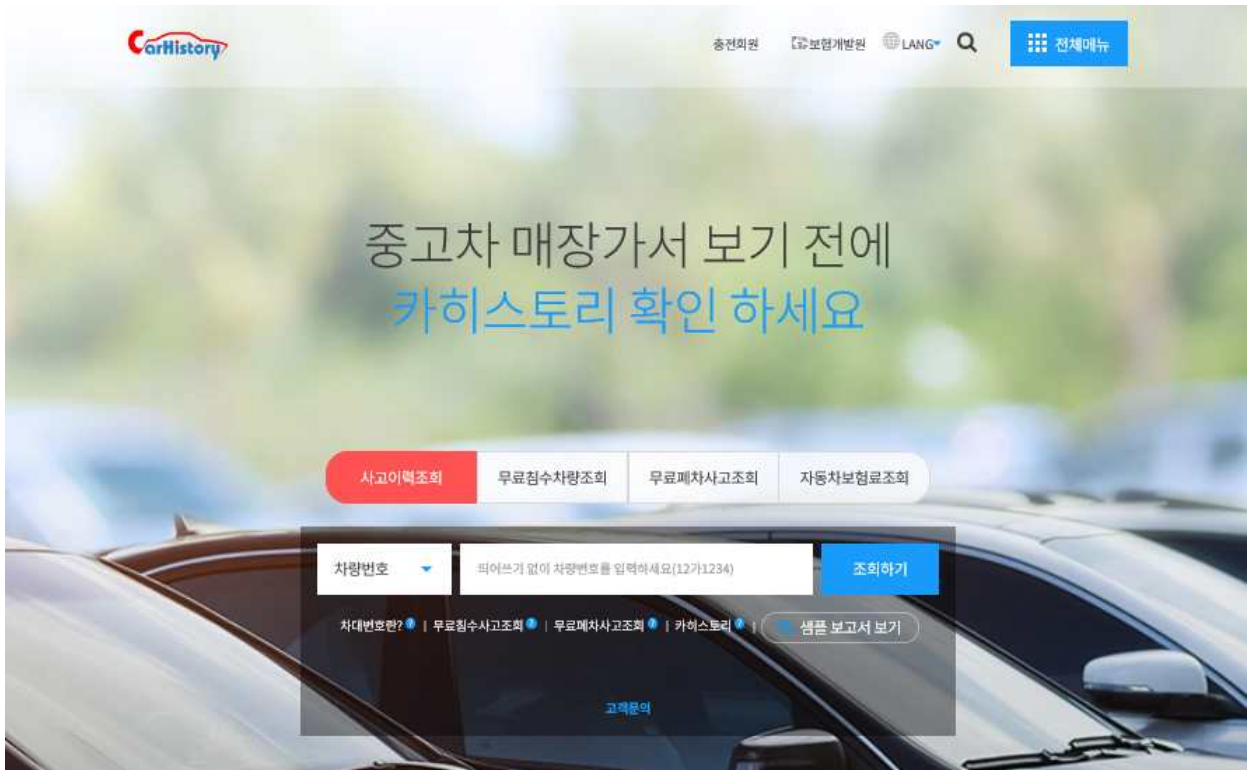 CarHistory
충전회원 보험개발원 LANG 전체메뉴
중고차 매장가서 보기 전에
카히스토리 확인 하세요
사고이력조회 무료침수차량조회 무료폐차사고조회 자동차보험료조회
차량번호 띄어쓰기 없이 차량번호를 입력하세요(12가1234) 조회하기
차대번호란? | 무료침수사고조회 | 무료폐차사고조회 | 카히스토리 | 샘플 보고서 보기
고객문의